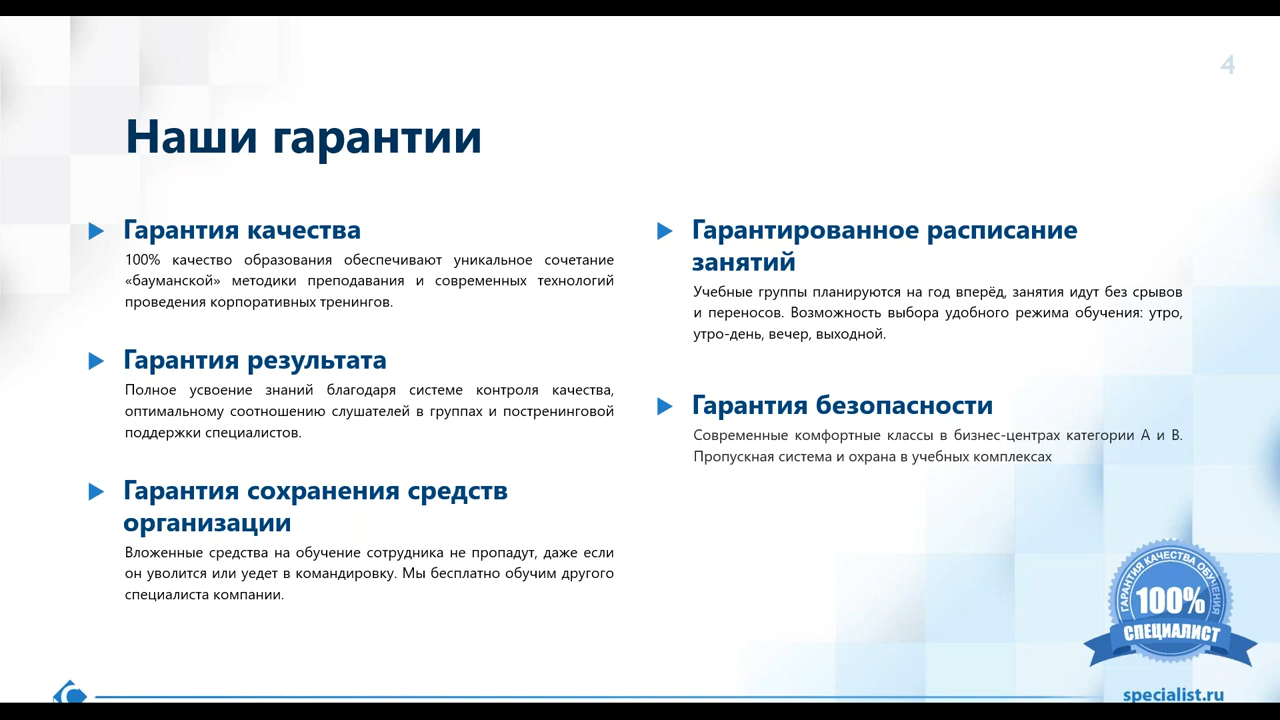 4
Наши гарантии
Гарантия качества
100% качество образования обеспечивают уникальное сочетание
«бауманской» методики преподавания и современных технологий
проведения корпоративных тренингов.
Гарантия результата
Полное усвоение знаний благодаря системе контроля качества,
оптимальному соотношению слушателей в группах и постренинговой
поддержки специалистов.
Гарантия сохранения средств
организации
Вложенные средства на обучение сотрудника не пропадут, даже если
он уволится или уедет в командировку. Мы бесплатно обучим другого
специалиста компании.
Гарантированное расписание
занятий
Учебные группы планируются на год вперёд, занятия идут без срывов
и переносов. Возможность выбора удобного режима обучения: утро,
утро-день, вечер, выходной.
Гарантия безопасности
Современные комфортные классы в бизнес-центрах категории А и В.
Пропускная система и охрана в учебных комплексах
ГАРАНТИЯ КАЧЕСТВА ОБУЧЕНИЯ
100%
СПЕЦИАЛИСТ
specialist.ru